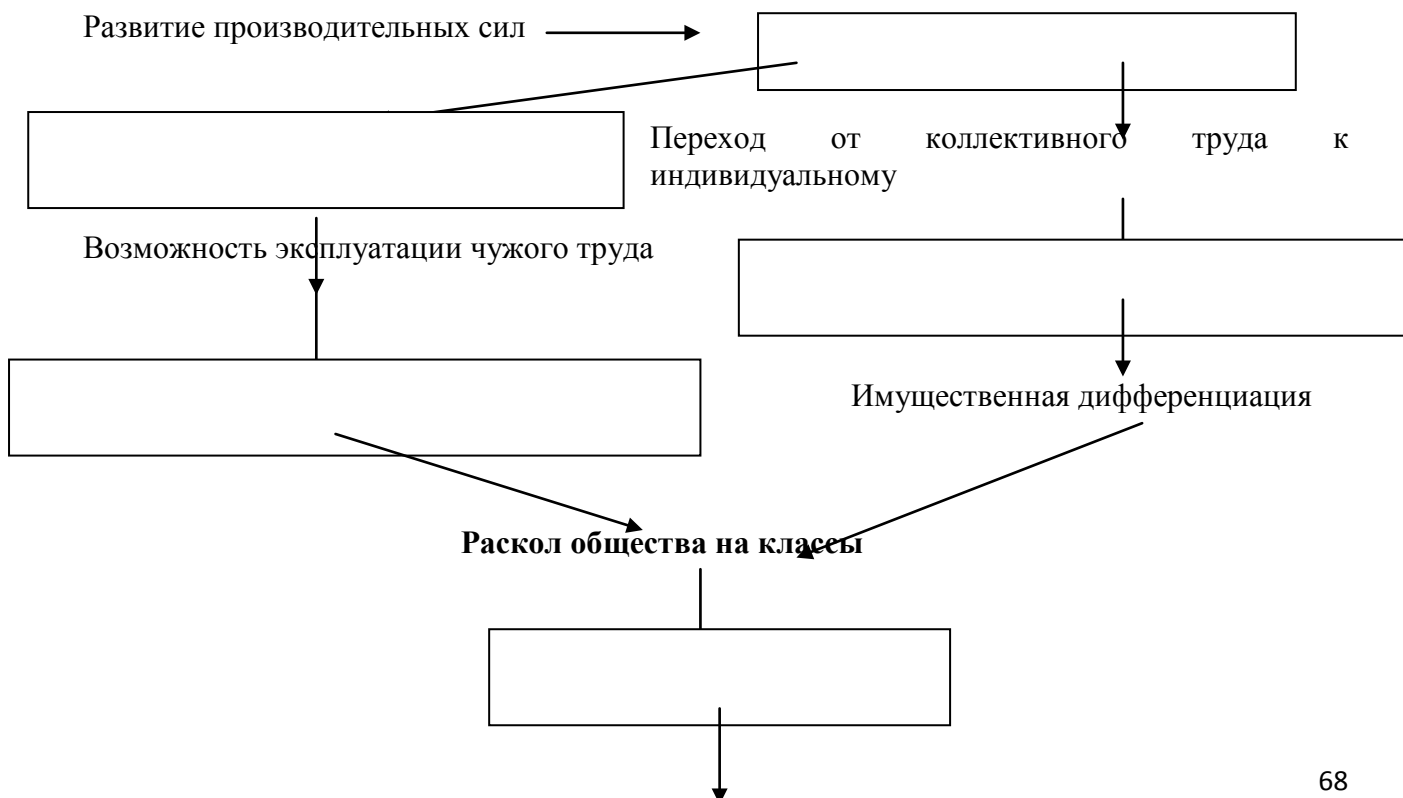 Развитие производительных сил
Переход от коллективного труда к
индивидуальному
Возможность эксплуатации чужого труда
Имущественная дифференциация
Раскол общества на классы
68